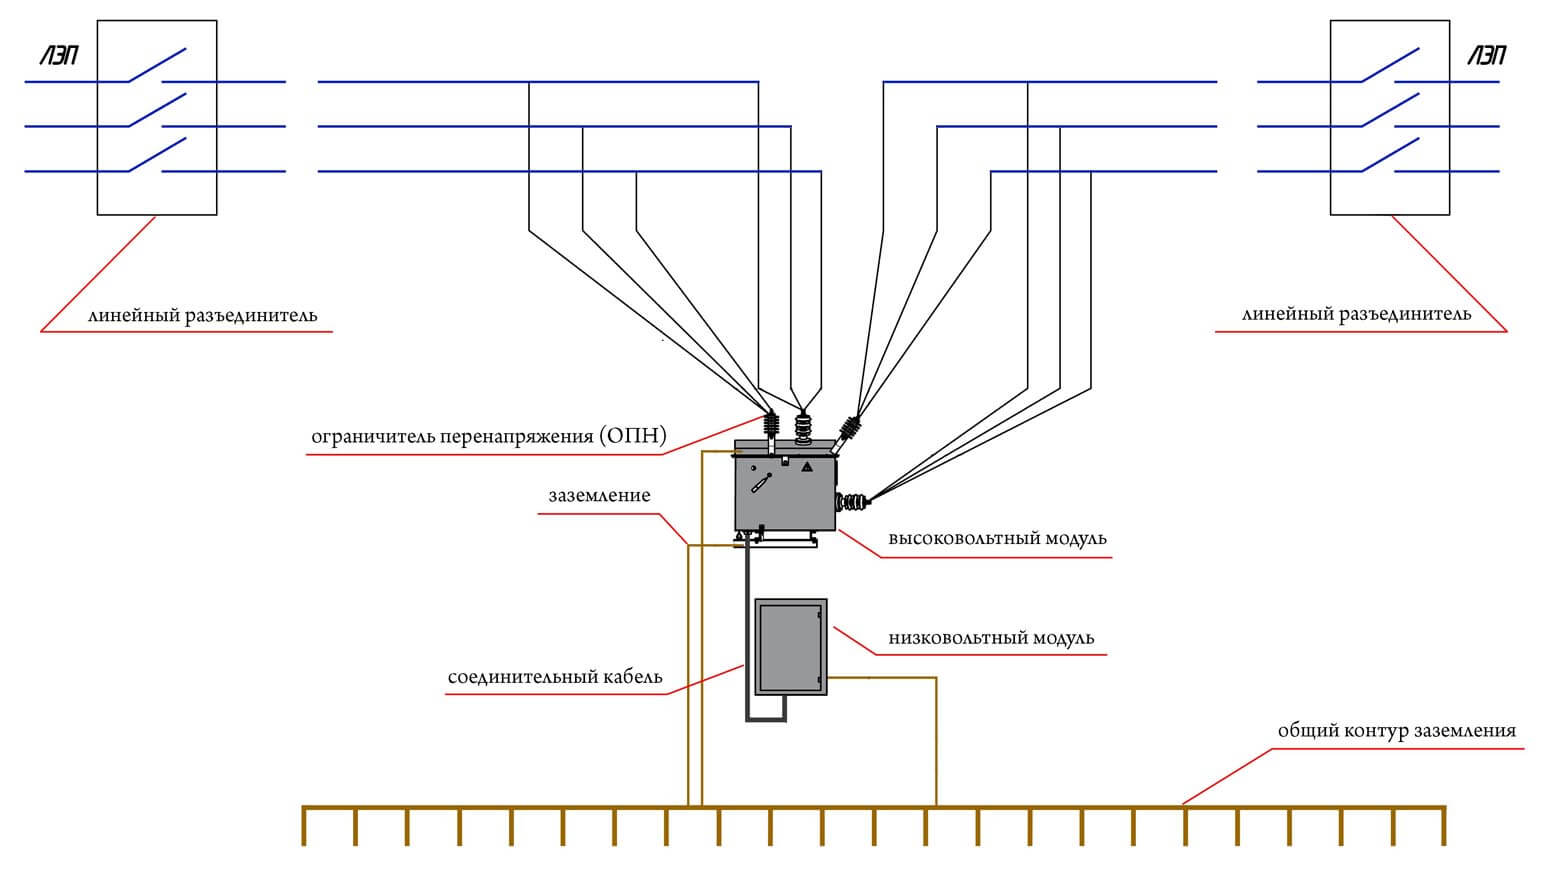 ЛЭП
ЛЭП
линейный разъединитель
линейный разъединитель
ограничитель перенапряжения (ОПН)
заземление
высоковольтный модуль
низковольтный модуль
соединительный кабель
общий контур заземления